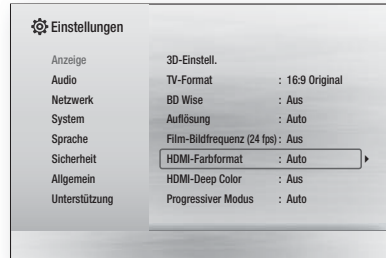 Einstellungen
Anzeige
Audio
Netzwerk
System
Sprache
Sicherheit
Allgemein
Unterstützung
3D-Einstell.
TV-Format : 16:9 Original
BD Wise : Aus
Auflösung : Auto
Film-Bildfrequenz (24 fps) : Aus
HDMI-Farbformat : Auto
HDMI-Deep Color : Aus
Progressiver Modus : Auto